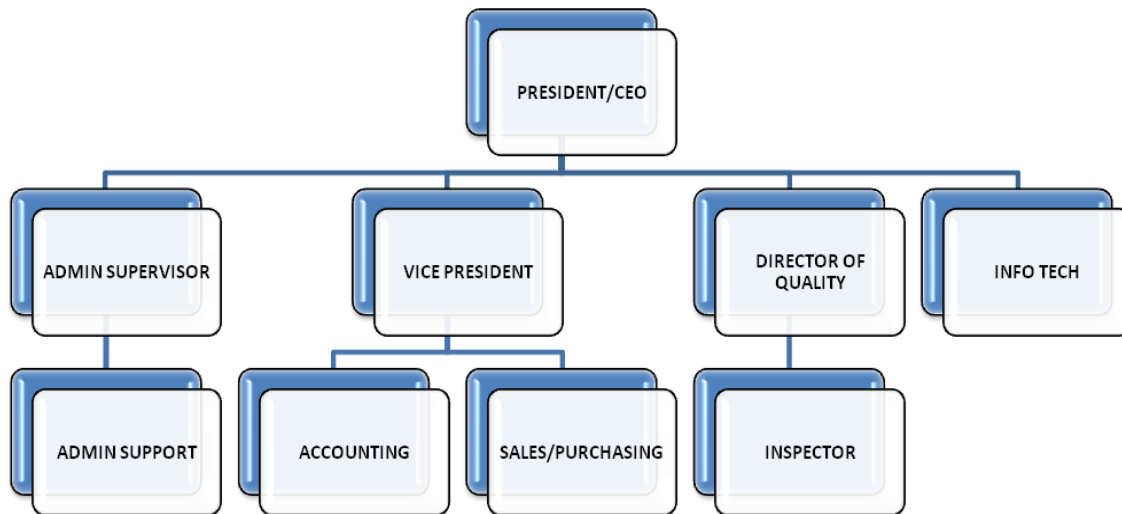 PRESIDENT/CEO
ADMIN SUPERVISOR
VICE PRESIDENT
DIRECTOR OF
QUALITY
INFO TECH
ADMIN SUPPORT
ACCOUNTING
SALES/PURCHASING
INSPECTOR